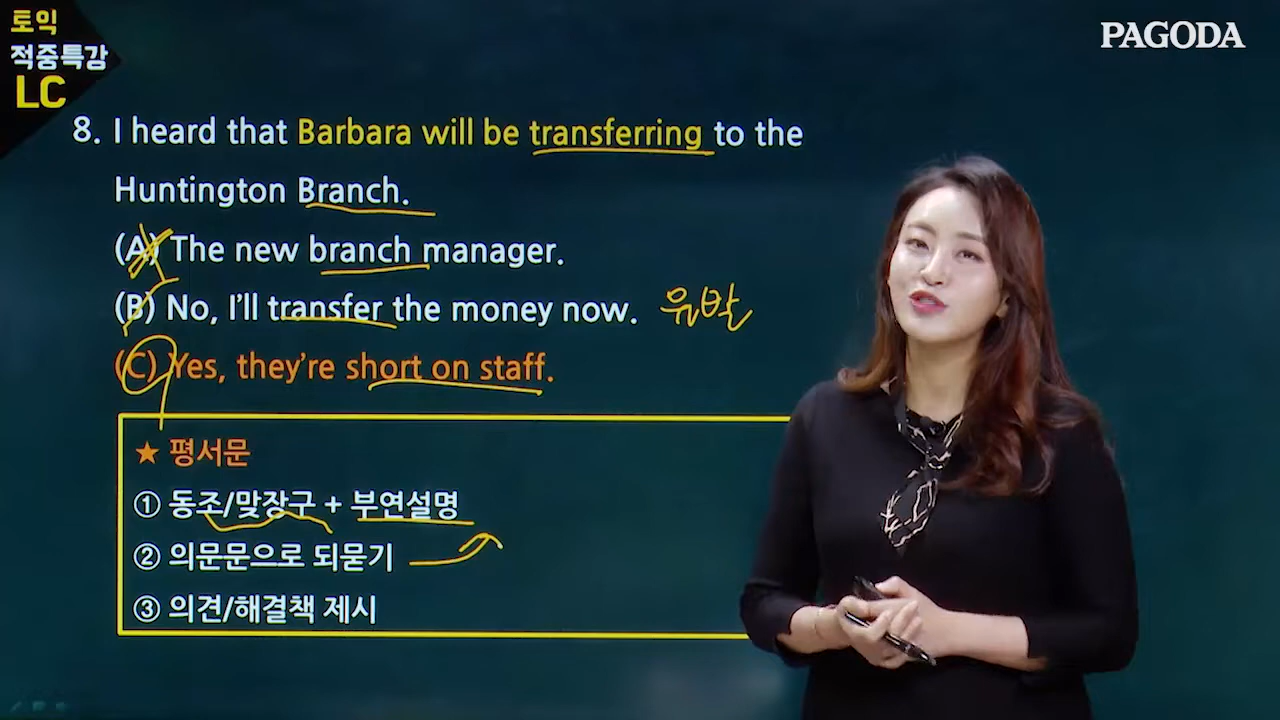 토익
적중특강
LC
PAGODA
8. I heard that Barbara will be transferring to the
Huntington Branch.
(A) The new branch manager.
(B) No, I'll transfer the money now. 유발
(C) Yes, they're short on staff.
★ 평서문
① 동조/맞장구 + 부연설명
② 의문문으로 되묻기
③ 의견/해결책 제시